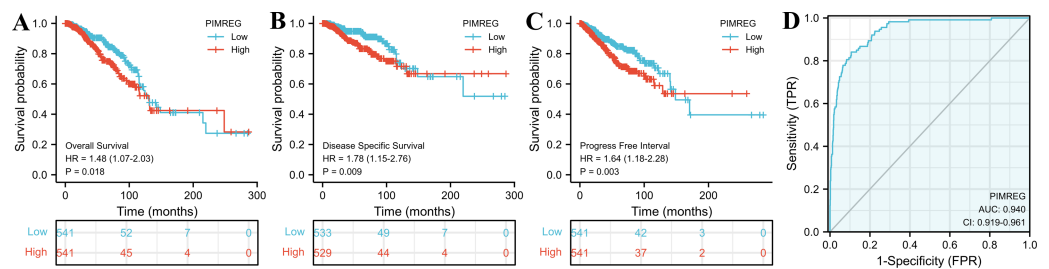 A
PIMREG
Low
High
Survival probability
1.0
0.8
0.6
0.4
0.2
0.0
Overall Survival
HR = 1.48 (1.07-2.03)
P = 0.018
0 100 200 300
Time (months)
Low 541 52 7 0
High 541 45 4 0
B
PIMREG
Low
High
Survival probability
1.0
0.8
0.6
0.4
0.2
0.0
Disease Specific Survival
HR = 1.78 (1.15-2.76)
P = 0.009
0 100 200 300
Time (months)
Low 533 49 7 0
High 529 44 4 0
C
PIMREG
Low
High
Survival probability
1.0
0.8
0.6
0.4
0.2
0.0
Progress Free Interval
HR = 1.64 (1.18-2.28)
P = 0.003
0 100 200
Time (months)
Low 541 42 3 0
High 541 37 2 0
D
Sensitivity (TPR)
1.0
0.8
0.6
0.4
0.2
0.0
PIMREG
AUC: 0.940
CI: 0.919-0.961
0.0 0.2 0.4 0.6 0.8 1.0
1-Specificity (FPR)